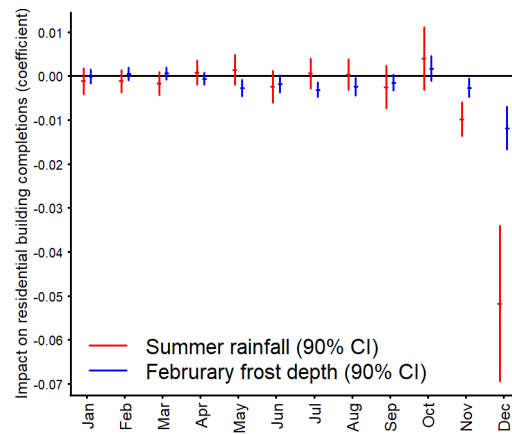 Impact on residential building completions (coefficient)
0.01
0.00
-0.01
-0.02
-0.03
-0.04
-0.05
-0.06
-0.07
Summer rainfall (90% CI)
Februrary frost depth (90% CI)
Jan
Feb
Mar
Apr
May
Jun
Jul
Aug
Sep
Oct
Nov
Dec